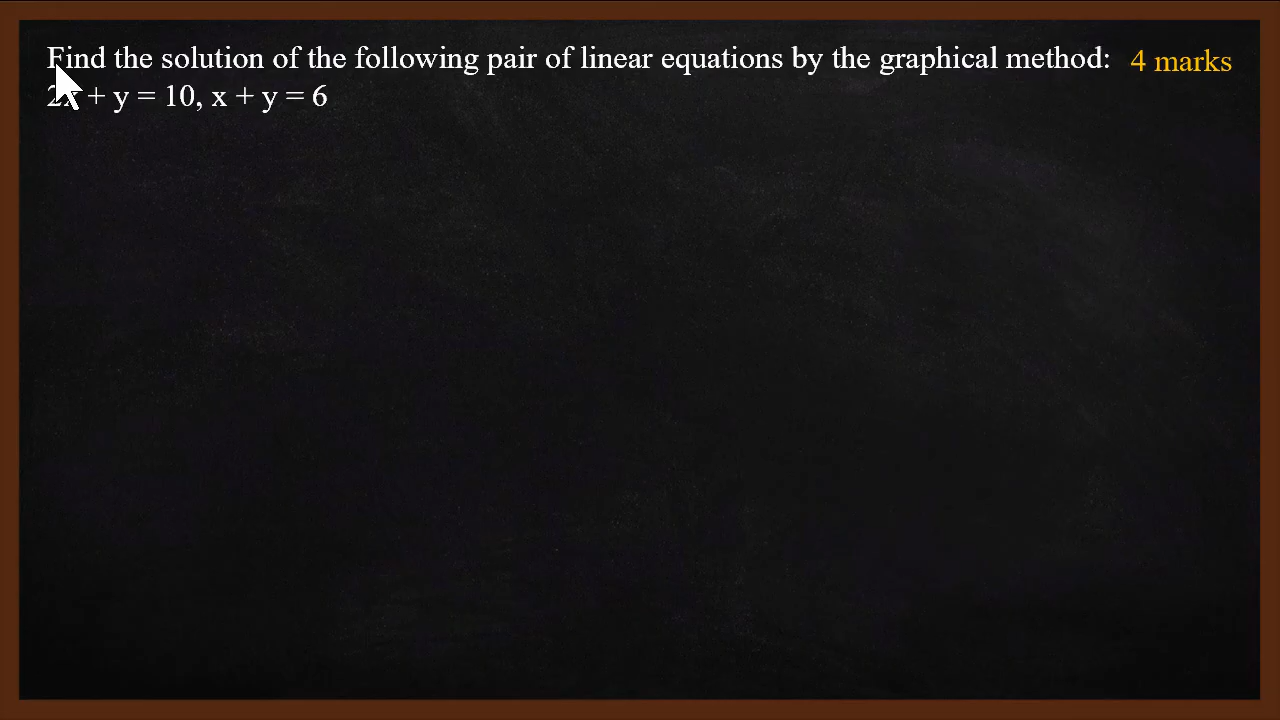 Find the solution of the following pair of linear equations by the graphical method: 4 marks
2x + y = 10, x + y = 6